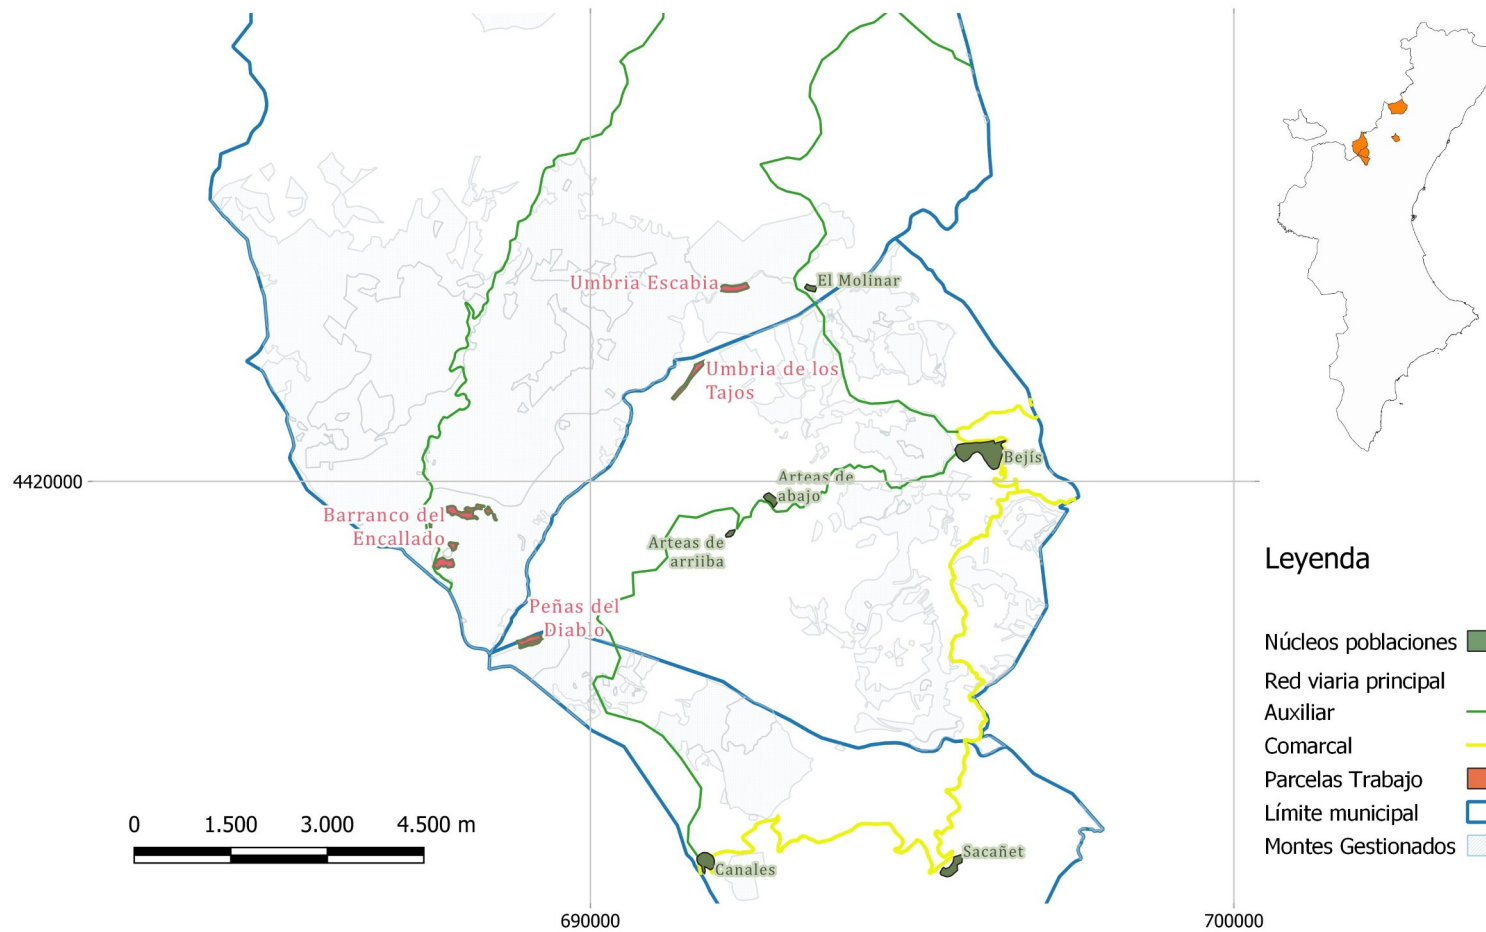 Umbria Escabia
El Molinar
Umbria de los
Tajos
Bejís
4420000
Arteas de
abajo
Barranco del
Encallado
Arteas de
arriiba
Peñas del
Diablo
Canales
Sacañet
0 1.500 3.000 4.500 m
690000
700000
Leyenda
Núcleos poblaciones
Red viaria principal
Auxiliar
Comarcal
Parcelas Trabajo
Límite municipal
Montes Gestionados